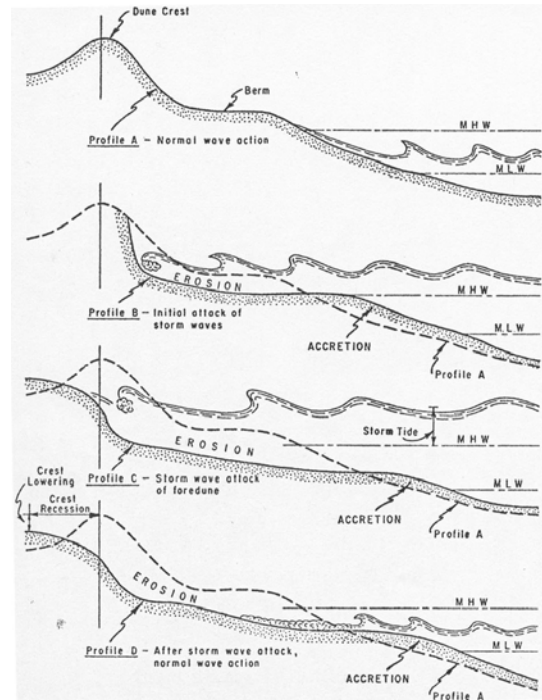 Dune Crest
Berm
MHW
Profile A – Normal wave action
MLW
EROSION
MHW
Profile B – Initial attack of
storm waves
MLW
ACCRETION
Profile A
Storm Tide
EROSION
MHW
Crest
Lowering
Profile C – Storm wave attack
of foredune
MLW
Crest
Recession
ACCRETION
Profile A
EROSION
MHW
Profile D – After storm wave attack,
normal wave action
MLW
ACCRETION
Profile A